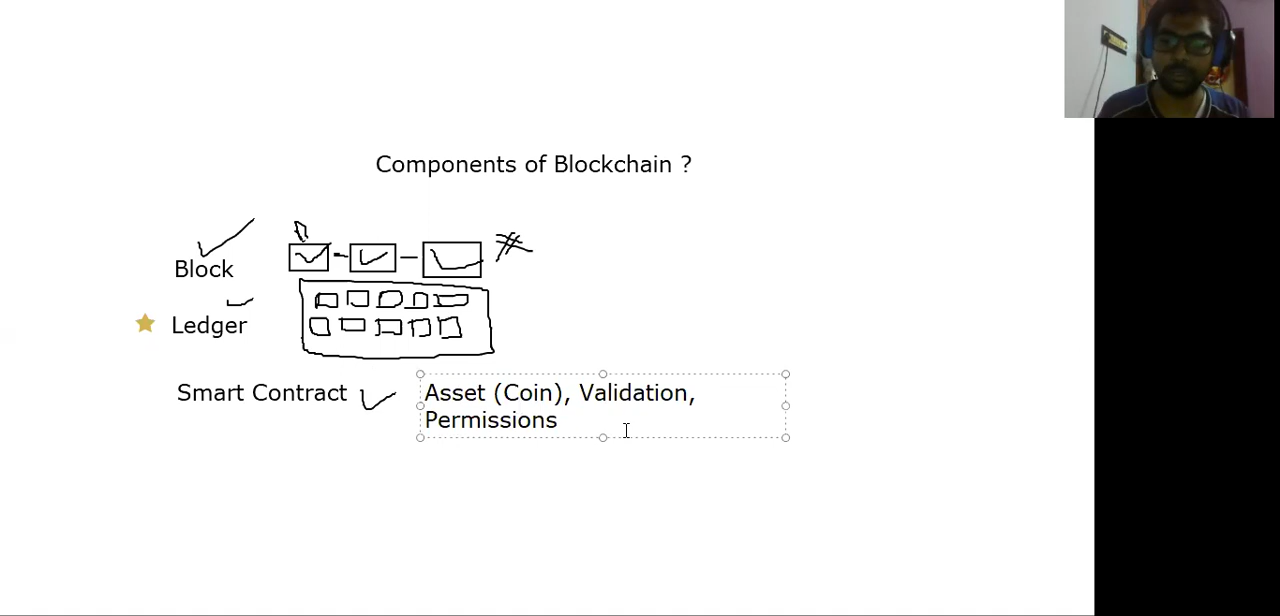 Components of Blockchain ?
#
Block
Ledger
Smart Contract
Asset (Coin), Validation,
Permissions